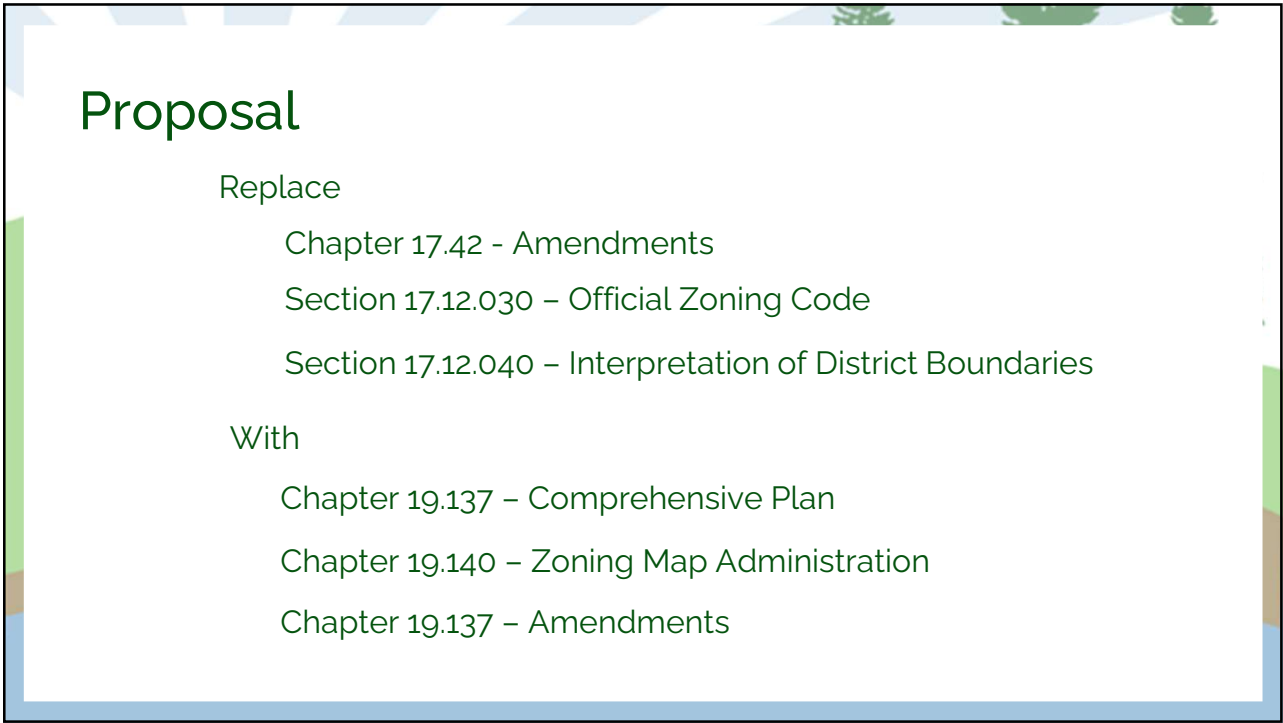 Proposal
Replace
Chapter 17.42 - Amendments
Section 17.12.030 – Official Zoning Code
Section 17.12.040 – Interpretation of District Boundaries
With
Chapter 19.137 – Comprehensive Plan
Chapter 19.140 – Zoning Map Administration
Chapter 19.137 – Amendments